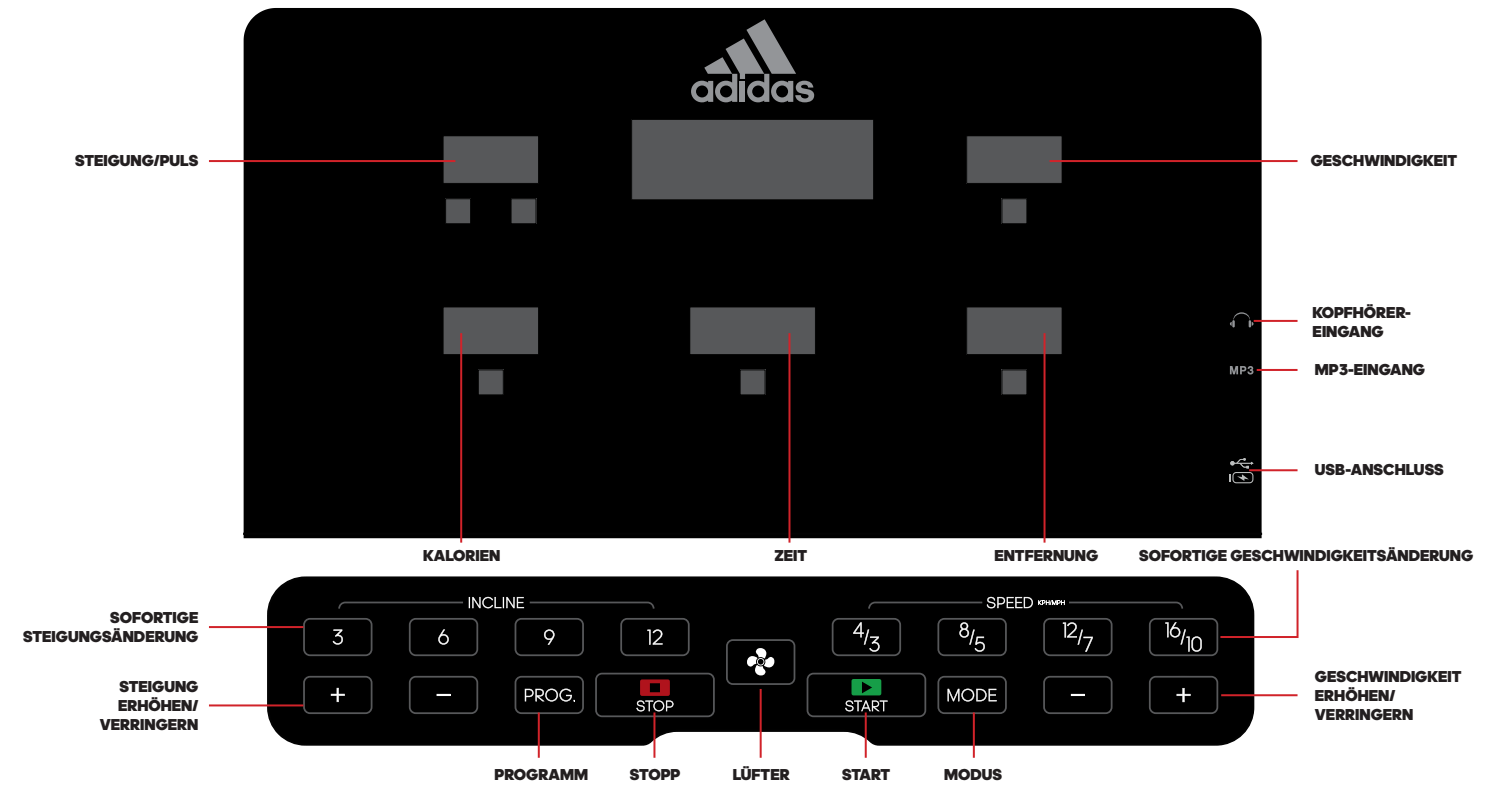 adidas
STEIGUNG/PULS
GESCHWINDIGKEIT
KOPFHÖRER-
EINGANG
MP3
MP3-EINGANG
USB-ANSCHLUSS
KALORIEN
ZEIT
ENTFERNUNG
SOFORTIGE GESCHWINDIGKEITSÄNDERUNG
SOFORTIGE
STEIGUNGSÄNDERUNG
INCLINE
SPEED KPH/MPH
3 6 9 12
4/3 8/5 12/7 16/10
STEIGUNG
ERHÖHEN/
VERRINGERN
+ − PROG. STOP START MODE − +
GESCHWINDIGKEIT
ERHÖHEN/
VERRINGERN
PROGRAMM
STOPP
LÜFTER
START
MODUS